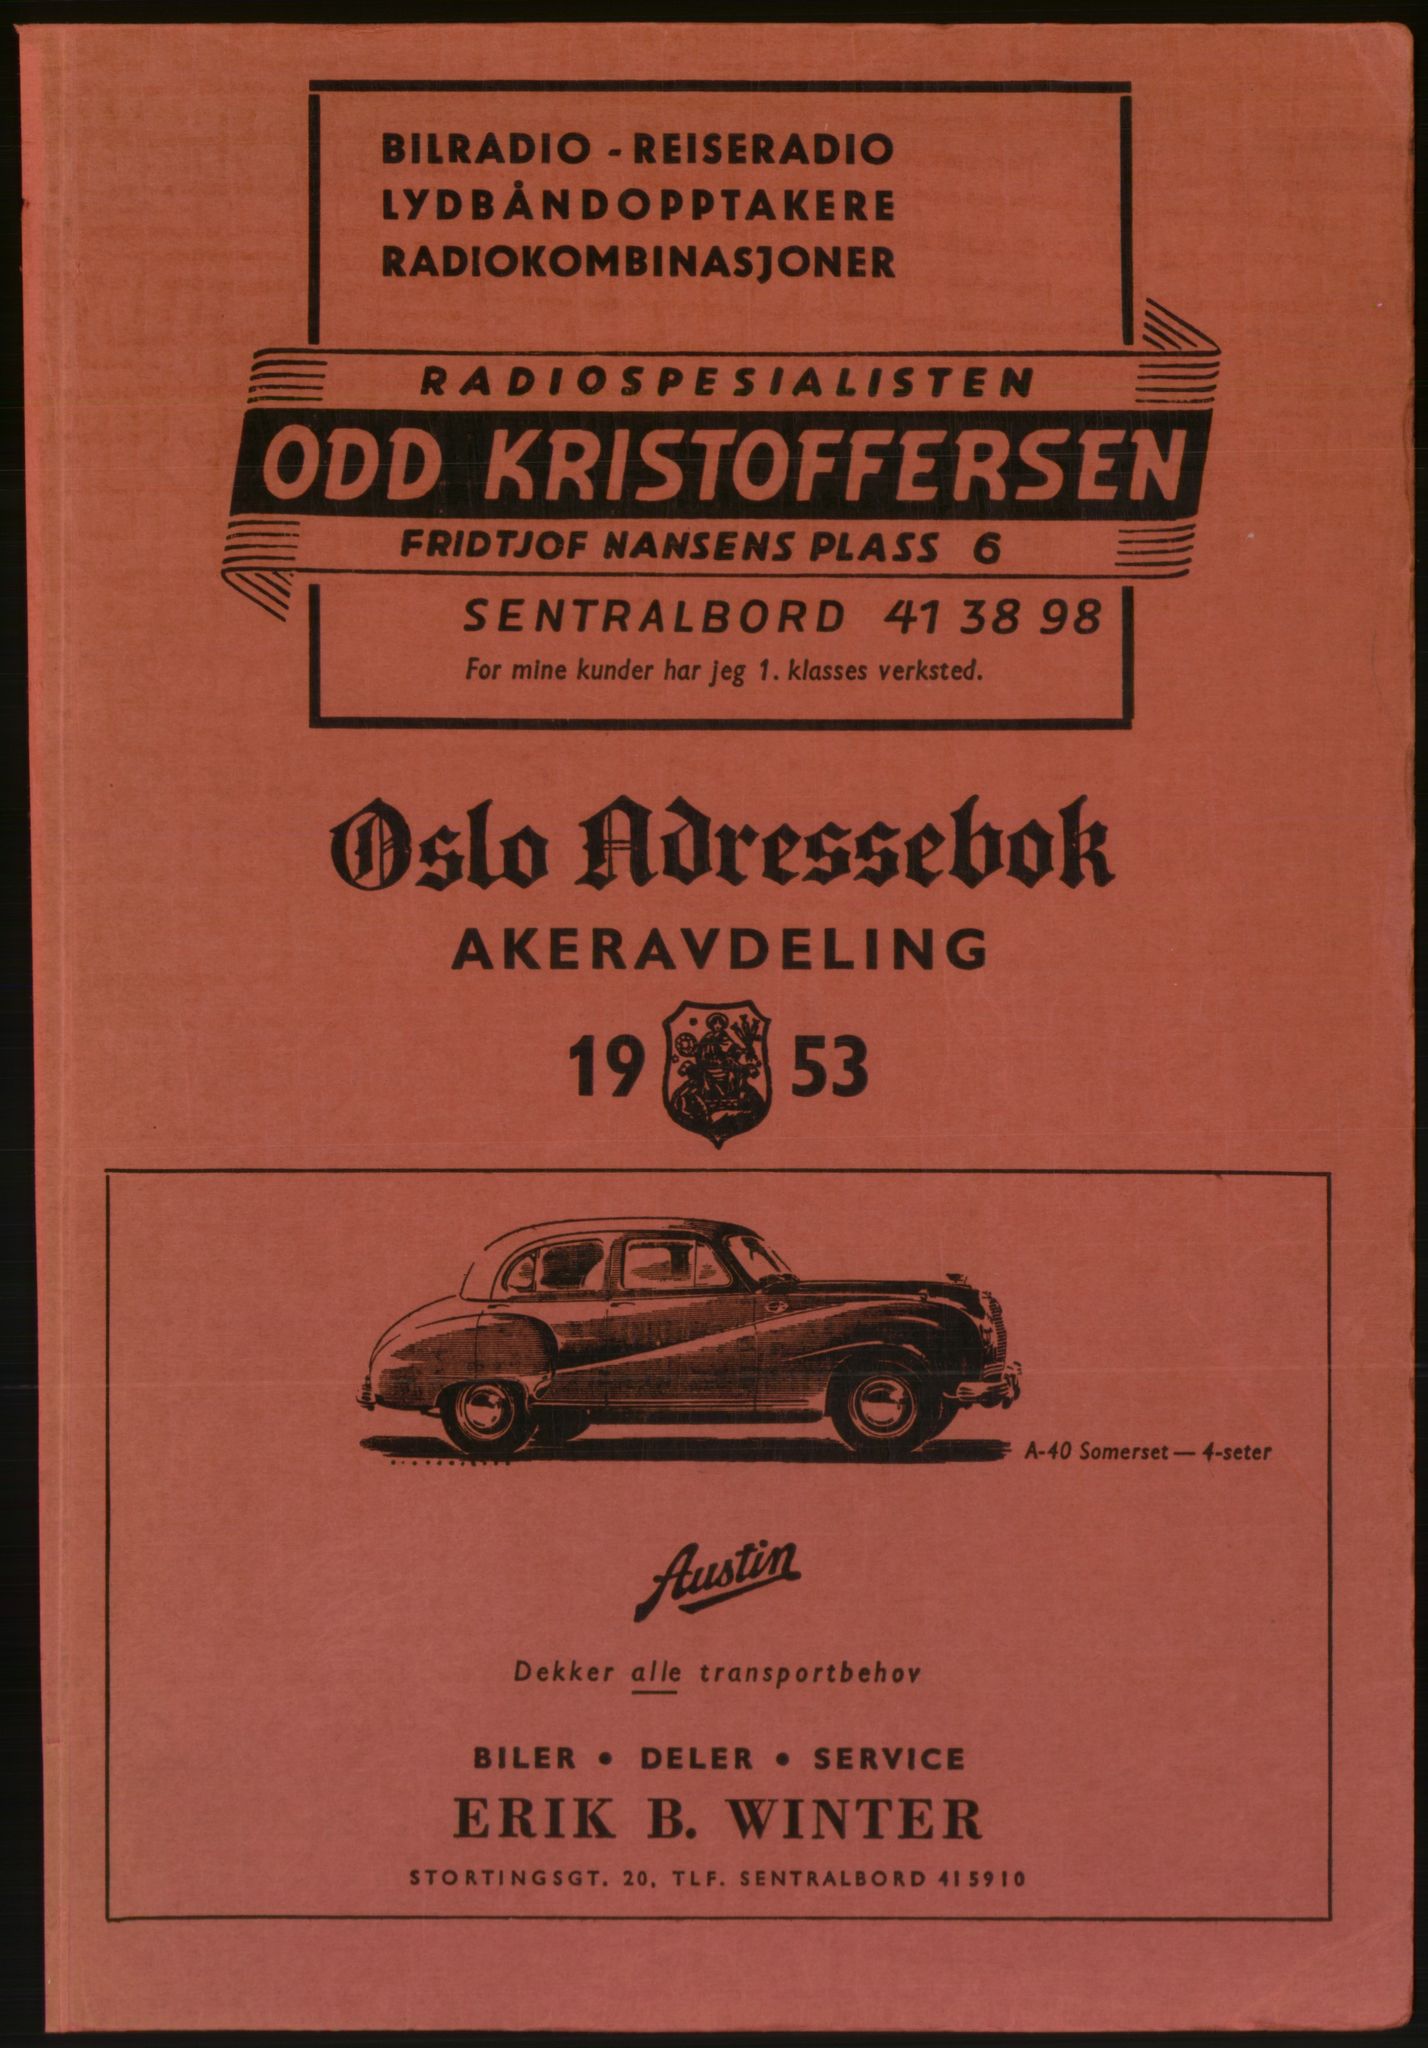 BILRADIO - REISERADIO
LYDBÅNDOPPTAKERE
RADIOKOMBINASJONER
RADIOSPESIALISTEN
ODD KRISTOFFERSEN
FRIDTJOF NANSENS PLASS 6
SENTRALBORD 41 38 98
For mine kunder har jeg 1. klasses verksted.
Oslo Adressebok
AKERAVDELING
19 53
A-40 Somerset — 4-seter
Austin
Dekker alle transportbehov
BILER • DELER • SERVICE
ERIK B. WINTER
STORTINGSGT. 20, TLF. SENTRALBORD 415910